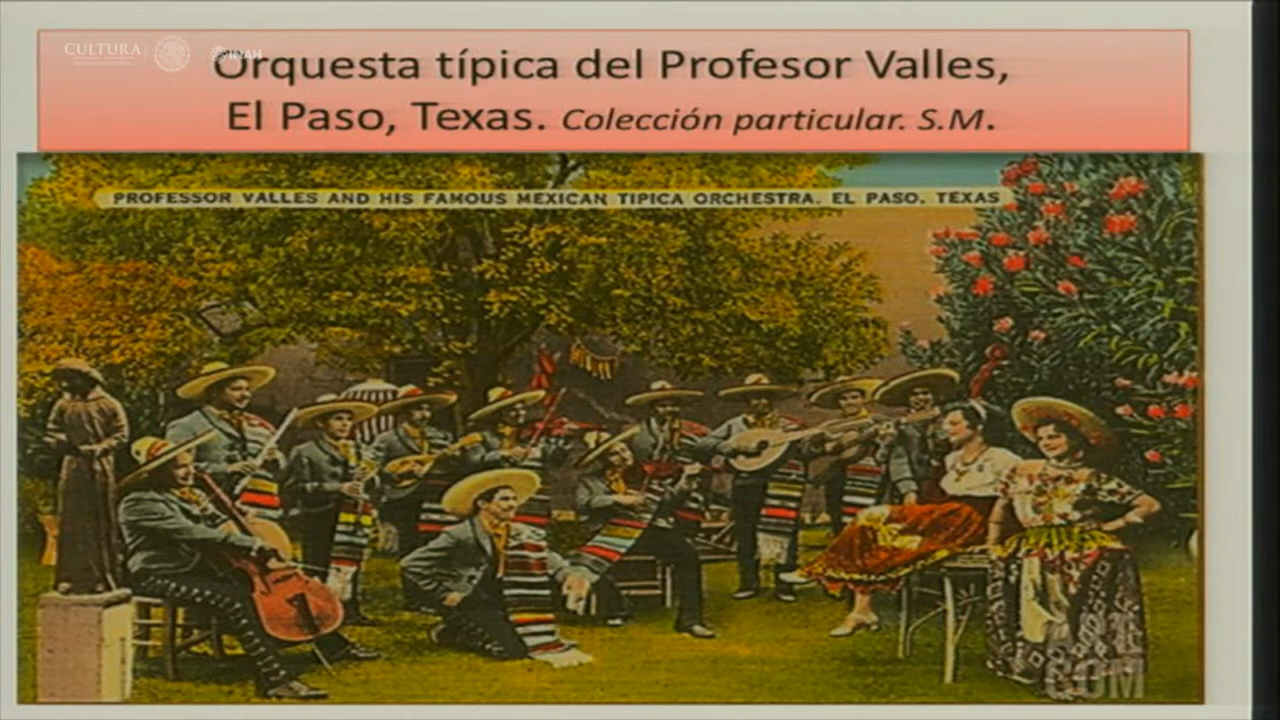 CULTURA
INAH
Orquesta típica del Profesor Valles,
El Paso, Texas. Colección particular. S.M.
PROFESSOR VALLES AND HIS FAMOUS MEXICAN TIPICA ORCHESTRA. EL PASO, TEXAS
COM